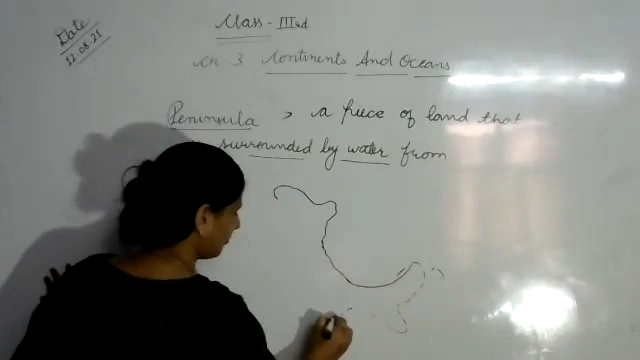 Date
12.08.21
Class - IIIrd
Ch 3 Continents And Oceans
Peninsula > a piece of land that
surrounded by water from